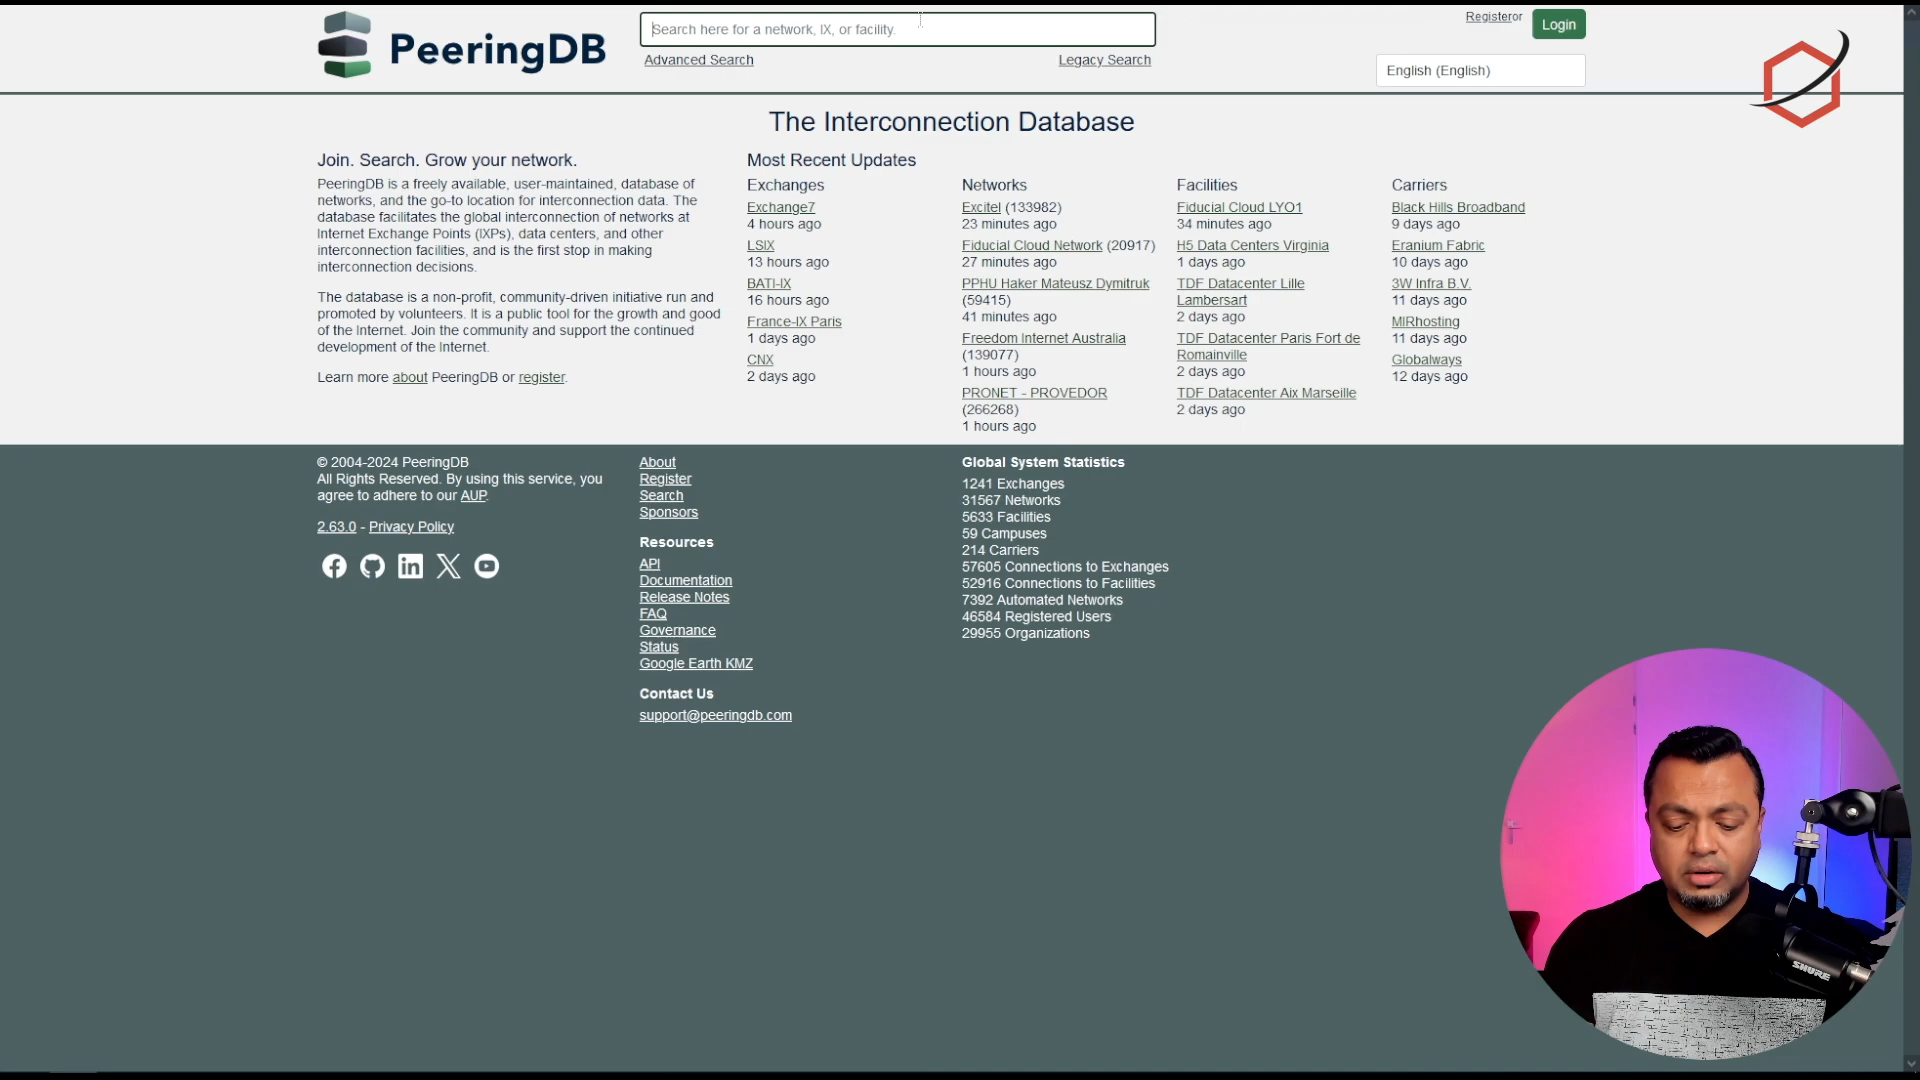 PeeringDB
Search here for a network, IX, or facility.
Advanced Search
Legacy Search
Registeror
Login
English (English)
The Interconnection Database
Join. Search. Grow your network.
PeeringDB is a freely available, user-maintained, database of
networks, and the go-to location for interconnection data. The
database facilitates the global interconnection of networks at
Internet Exchange Points (IXPs), data centers, and other
interconnection facilities, and is the first stop in making
interconnection decisions.
The database is a non-profit, community-driven initiative run and
promoted by volunteers. It is a public tool for the growth and good
of the Internet. Join the community and support the continued
development of the Internet.
Learn more about PeeringDB or register.
Most Recent Updates
Exchanges
Exchange7
4 hours ago
LSIX
13 hours ago
BATI-IX
16 hours ago
France-IX Paris
1 days ago
CNX
2 days ago
Networks
Excitel (133982)
23 minutes ago
Fiducial Cloud Network (20917)
27 minutes ago
PPHU Haker Mateusz Dymitruk
(59415)
41 minutes ago
Freedom Internet Australia
(139077)
1 hours ago
PRONET - PROVEDOR
(266268)
1 hours ago
Facilities
Fiducial Cloud LYO1
34 minutes ago
H5 Data Centers Virginia
1 days ago
TDF Datacenter Lille
Lambersart
2 days ago
TDF Datacenter Paris Fort de
Romainville
2 days ago
TDF Datacenter Aix Marseille
2 days ago
Carriers
Black Hills Broadband
9 days ago
Eranium Fabric
10 days ago
3W Infra B.V.
11 days ago
MIRhosting
11 days ago
Globalways
12 days ago
© 2004-2024 PeeringDB
All Rights Reserved. By using this service, you
agree to adhere to our AUP.
2.63.0 - Privacy Policy
About
Register
Search
Sponsors
Resources
API
Documentation
Release Notes
FAQ
Governance
Status
Google Earth KMZ
Contact Us
support@peeringdb.com
Global System Statistics
1241 Exchanges
31567 Networks
5633 Facilities
59 Campuses
214 Carriers
57605 Connections to Exchanges
52916 Connections to Facilities
7392 Automated Networks
46584 Registered Users
29955 Organizations
SHURE